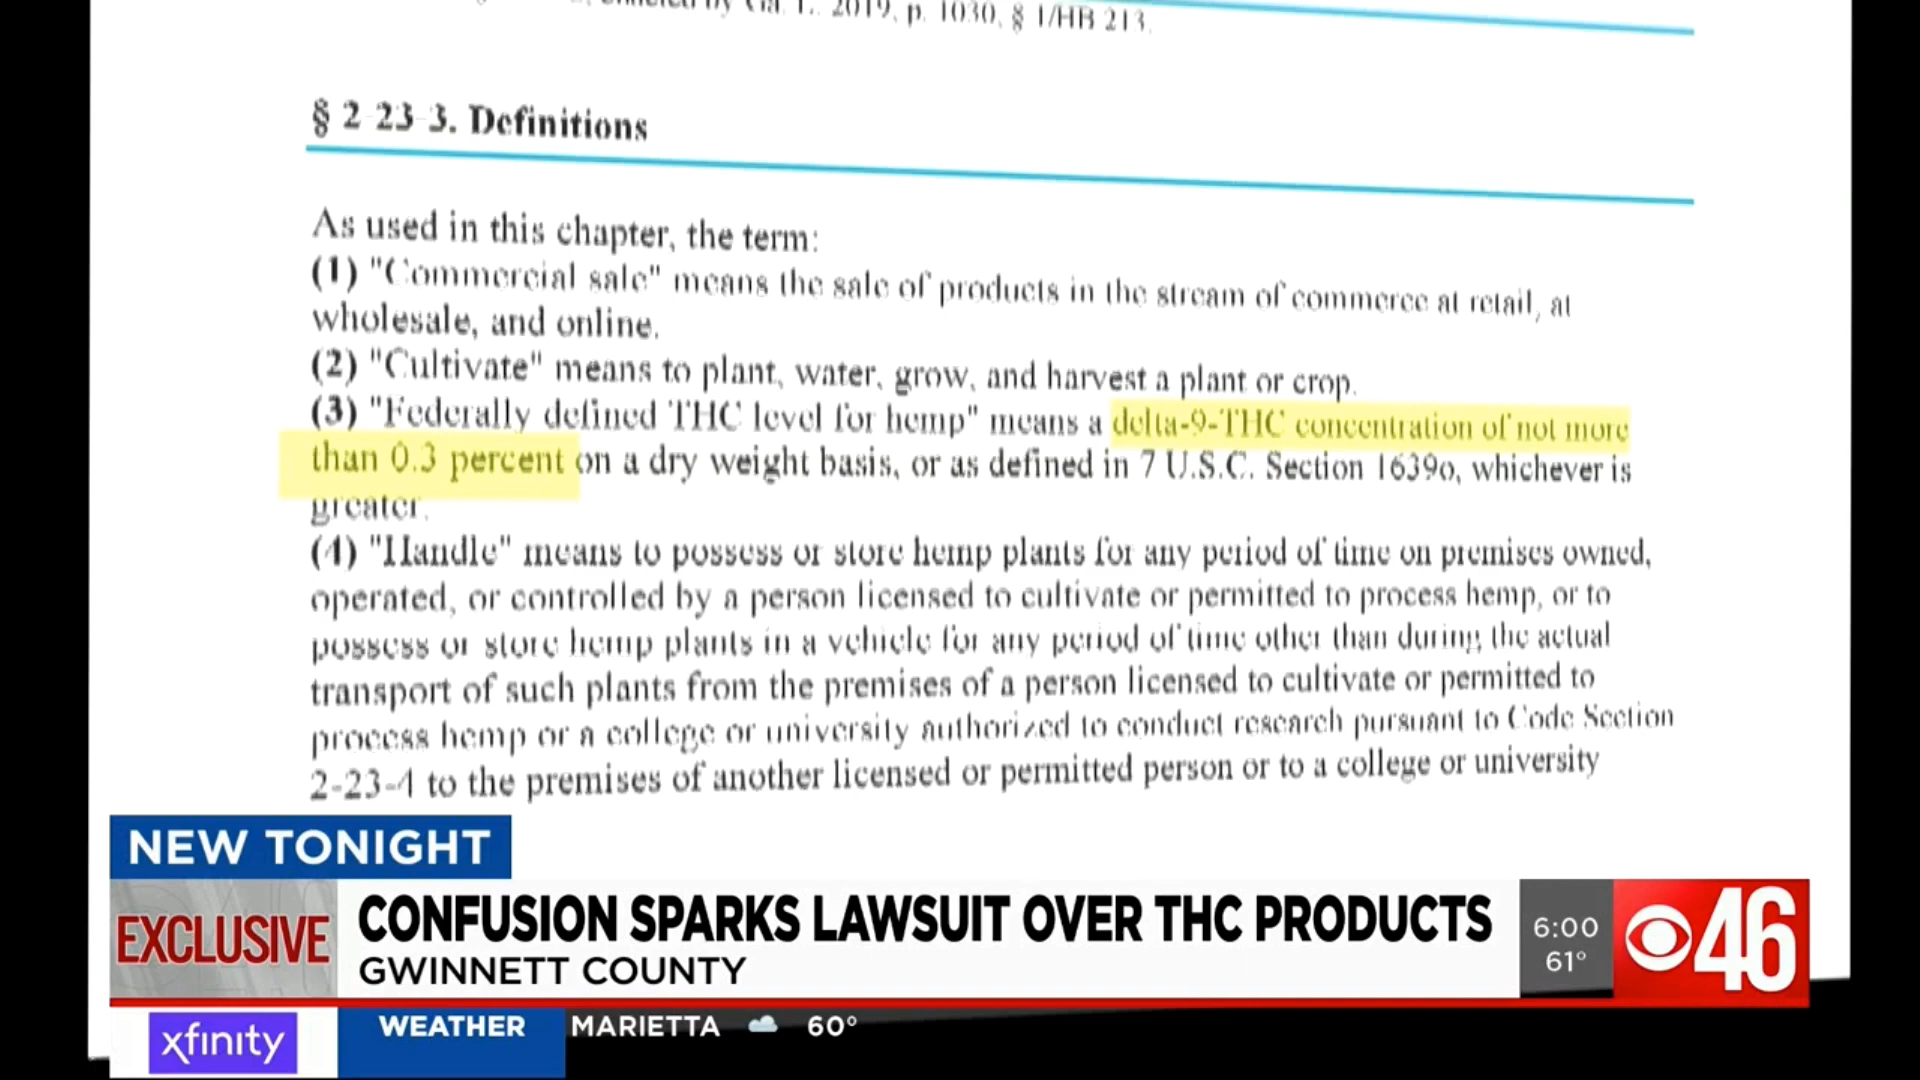 by Ga. L. 2019, p. 1030, § 1/HB 213.
§ 2-23-3. Definitions
As used in this chapter, the term:
(1) "Commercial sale" means the sale of products in the stream of commerce at retail, at
wholesale, and online.
(2) "Cultivate" means to plant, water, grow, and harvest a plant or crop.
(3) "Federally defined THC level for hemp" means a delta-9-THC concentration of not more
than 0.3 percent on a dry weight basis, or as defined in 7 U.S.C. Section 1639o, whichever is
greater.
(4) "Handle" means to possess or store hemp plants for any period of time on premises owned,
operated, or controlled by a person licensed to cultivate or permitted to process hemp, or to
possess or store hemp plants in a vehicle for any period of time other than during the actual
transport of such plants from the premises of a person licensed to cultivate or permitted to
process hemp or a college or university authorized to conduct research pursuant to Code Section
2-23-4 to the premises of another licensed or permitted person or to a college or university
NEW TONIGHT
EXCLUSIVE
CONFUSION SPARKS LAWSUIT OVER THC PRODUCTS
GWINNETT COUNTY
6:00
61°
46
xfinity
WEATHER MARIETTA 60°